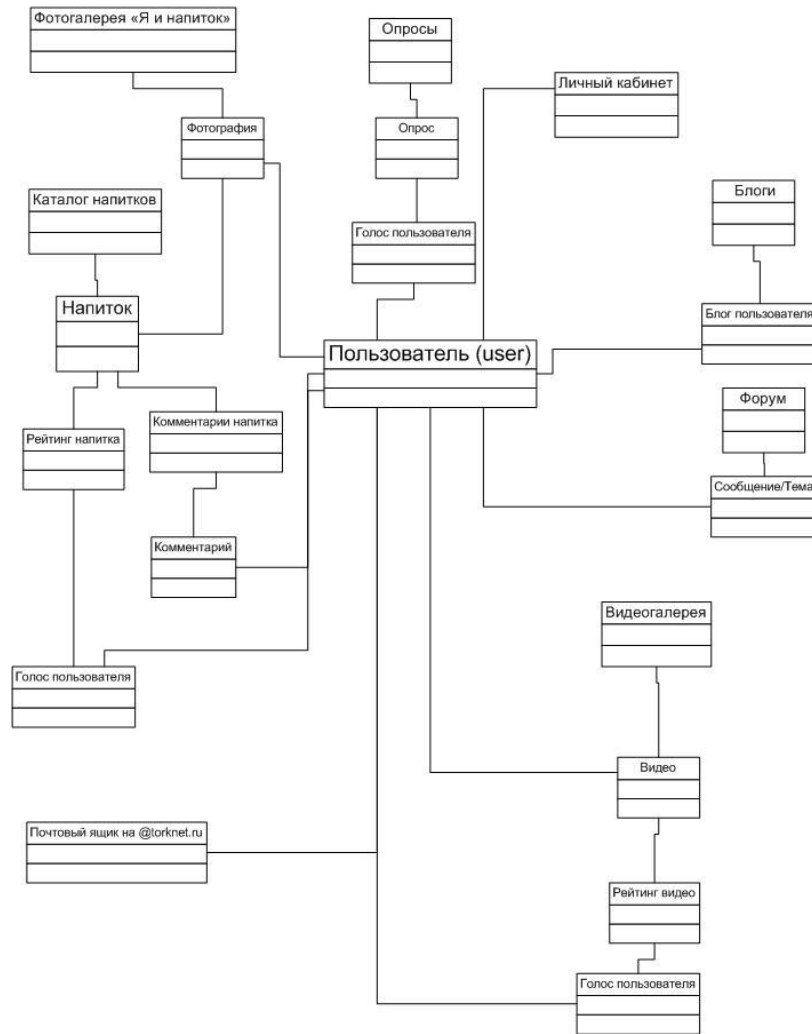 Фотогалерея «Я и напиток»
Опросы
Личный кабинет
Фотография
Опрос
Каталог напитков
Блоги
Голос пользователя
Напиток
Блог пользователя
Пользователь (user)
Форум
Комментарии напитка
Рейтинг напитка
Сообщение/Тема
Комментарий
Видеогалерея
Голос пользователя
Видео
Почтовый ящик на @torknet.ru
Рейтинг видео
Голос пользователя